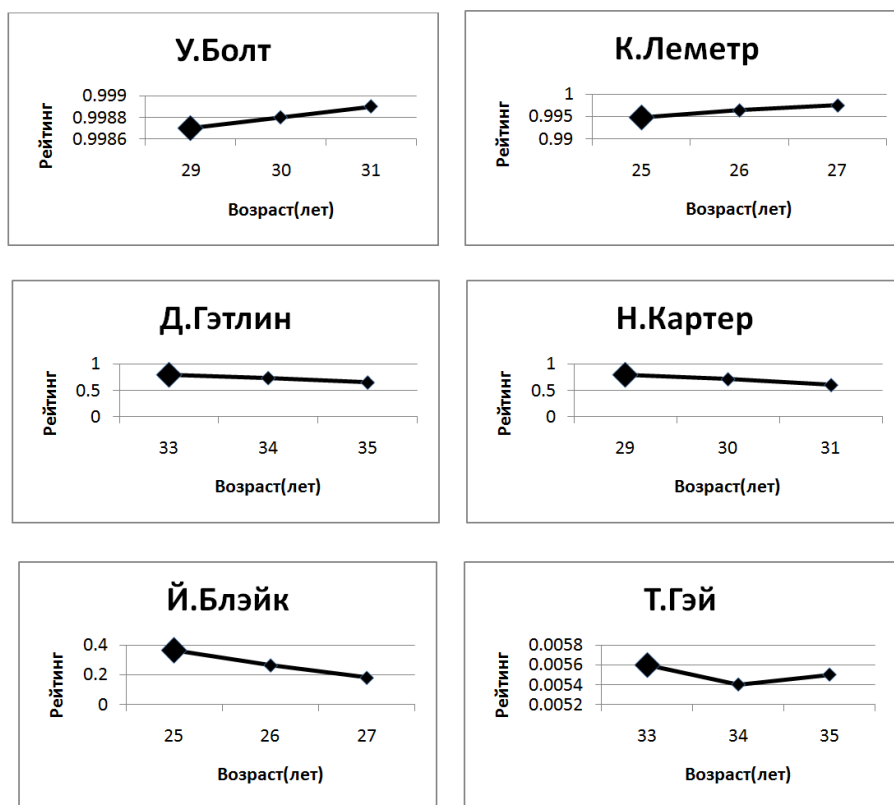 У.Болт
Рейтинг
0.999
0.9988
0.9986
29 30 31
Возраст(лет)
К.Леметр
Рейтинг
1
0.995
0.99
25 26 27
Возраст(лет)
Д.Гэтлин
Рейтинг
1
0.5
0
33 34 35
Возраст(лет)
Н.Картер
Рейтинг
1
0.5
0
29 30 31
Возраст(лет)
Й.Блэйк
Рейтинг
0.4
0.2
0
25 26 27
Возраст(лет)
Т.Гэй
Рейтинг
0.0058
0.0056
0.0054
0.0052
33 34 35
Возраст(лет)